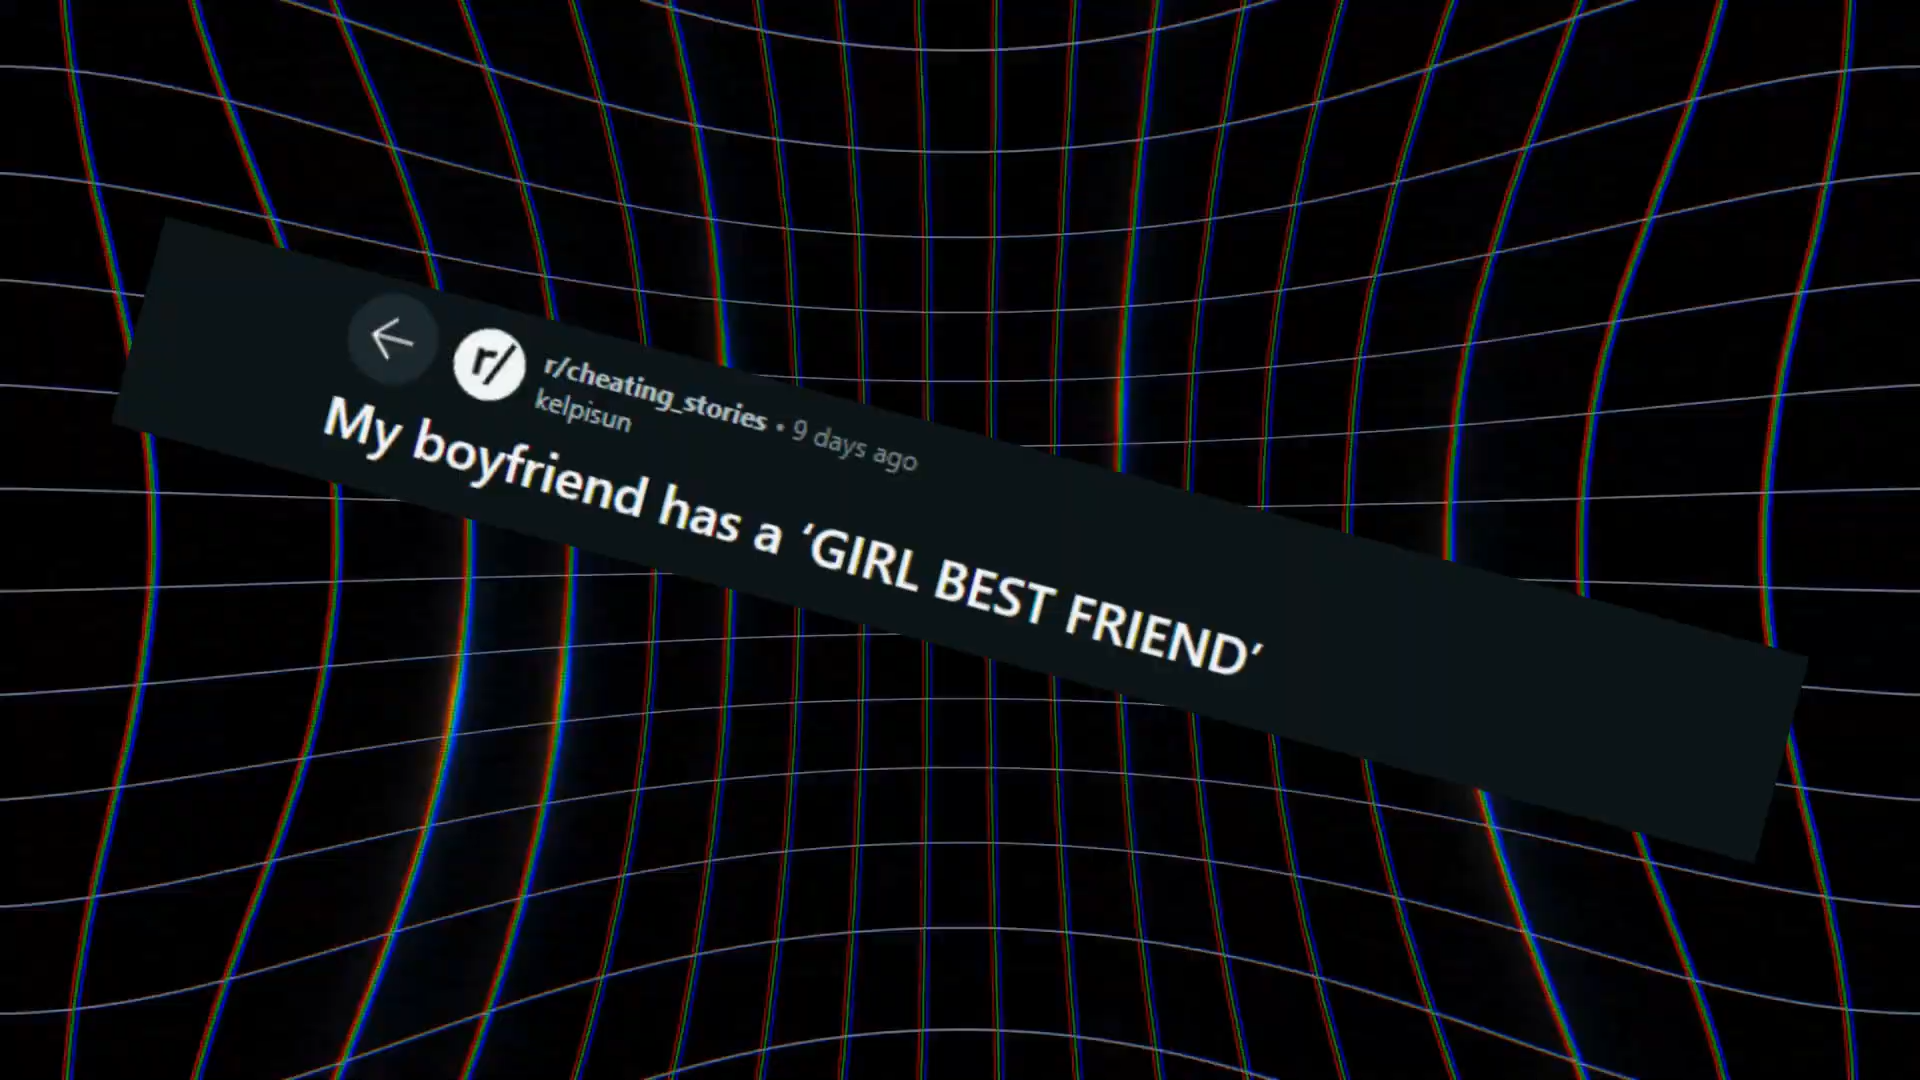 r/
r/cheating_stories • 9 days ago
kelpisun
My boyfriend has a ‘GIRL BEST FRIEND’